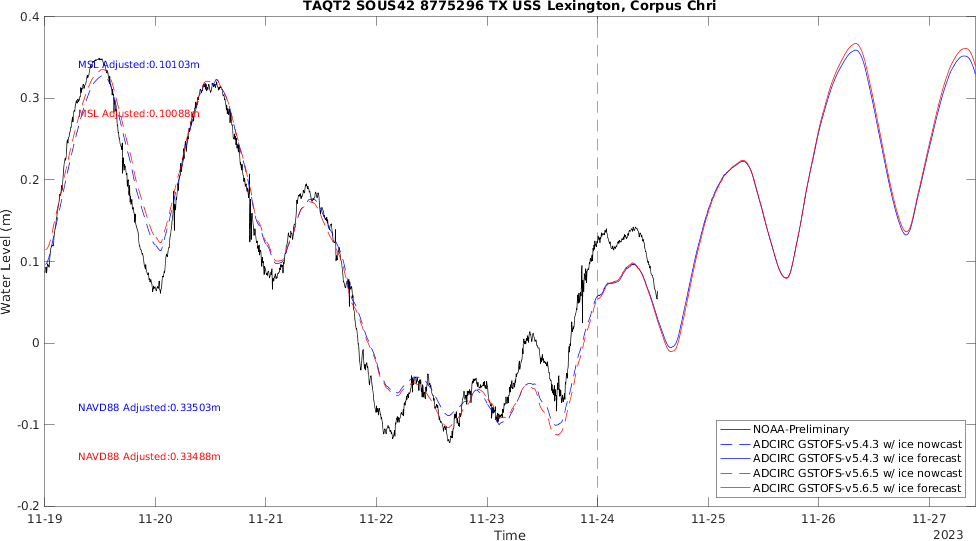 TAQT2 SOUS42 8775296 TX USS Lexington, Corpus Chri
0.4
0.3
0.2
0.1
0
-0.1
-0.2
Water Level (m)
MSL Adjusted:0.10103m
MSL Adjusted:0.10088m
NAVD88 Adjusted:0.33503m
NAVD88 Adjusted:0.33488m
NOAA-Preliminary
ADCIRC GSTOFS-v5.4.3 w/ ice nowcast
ADCIRC GSTOFS-v5.4.3 w/ ice forecast
ADCIRC GSTOFS-v5.6.5 w/ ice nowcast
ADCIRC GSTOFS-v5.6.5 w/ ice forecast
11-19 11-20 11-21 11-22 11-23 11-24 11-25 11-26 11-27
Time
2023